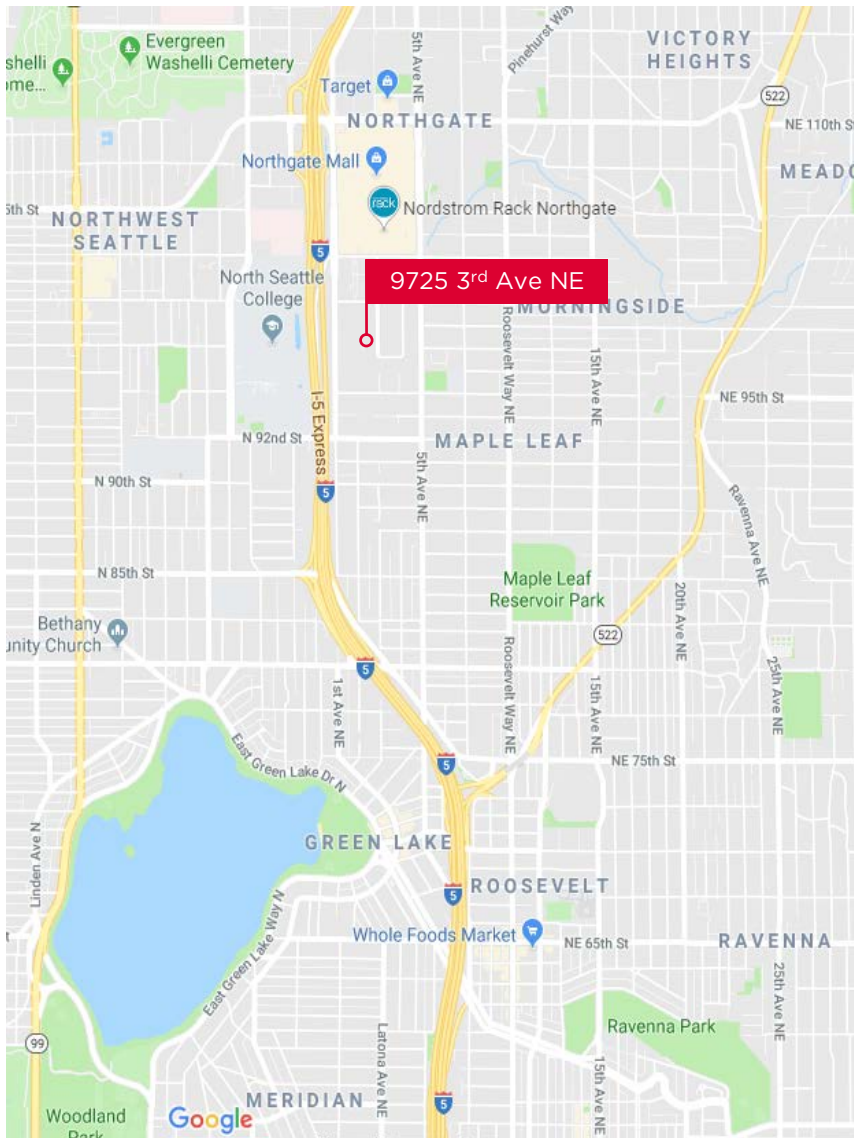 Pinehurst Way
5th Ave NE
VICTORY
HEIGHTS
Evergreen
Washelli Cemetery
shelli
ome...
Target
522
NORTHGATE
NE 110th St
Northgate Mall
MEADO
rack
Nordstrom Rack Northgate
5th St
NORTHWEST
SEATTLE
5
North Seattle
College
9725 3rd Ave NE
MORNINGSIDE
Roosevelt Way NE
15th Ave NE
I-5 Express
NE 95th St
N 92nd St
MAPLE LEAF
5th Ave NE
N 90th St
5
Ravenna Ave NE
N 85th St
Maple Leaf
Reservoir Park
20th Ave NE
Bethany
unity Church
522
Roosevelt Way NE
5
1st Ave NE
15th Ave NE
25th Ave NE
East Green Lake Dr N
5
NE 75th St
GREEN LAKE
Linden Ave N
5
ROOSEVELT
East Green Lake Way N
Whole Foods Market
NE 65th St
RAVENNA
25th Ave NE
99
Latona Ave NE
Ravenna Park
15th Ave NE
MERIDIAN
5
Woodland
Park
Google